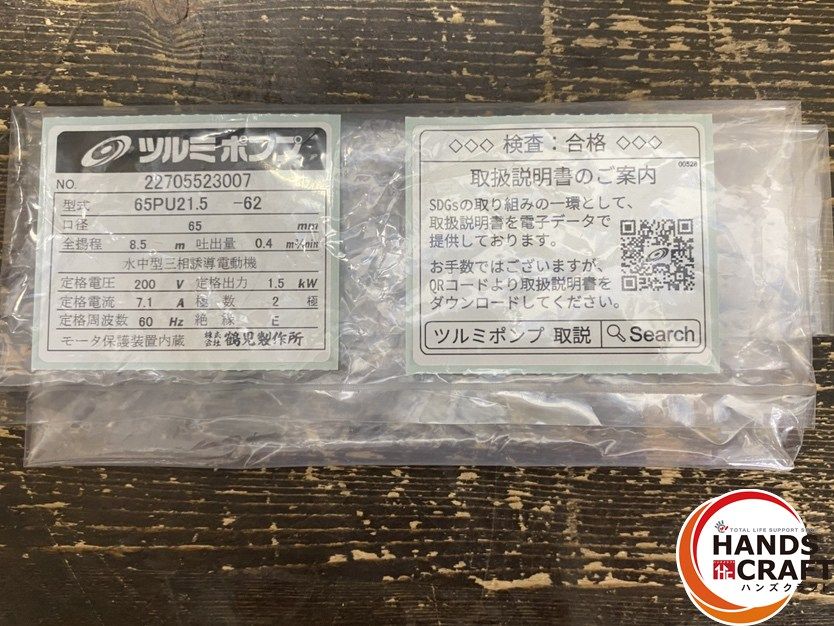 ツルミポンプ
NO. 22705523007
型式 65PU21.5 -62
口径 65 mm
全揚程 8.5 m 吐出量 0.4 m³/min
水中型三相誘導電動機
定格電圧 200 V 定格出力 1.5 kW
定格電流 7.1 A 極数 2 極
定格周波数 60 Hz 絶縁 E
モータ保護装置内蔵 株式会社 鶴見製作所
◇◇◇ 検査：合格 ◇◇◇
00528
取扱説明書のご案内
SDGsの取り組みの一環として、
取扱説明書を電子データで
提供しております。
お手数ではございますが、
QRコードより取扱説明書を
ダウンロードしてください。
ツルミポンプ 取説 Search
TOTAL LIFE SUPPORT
HANDS
CRAFT
ハンズクラフト